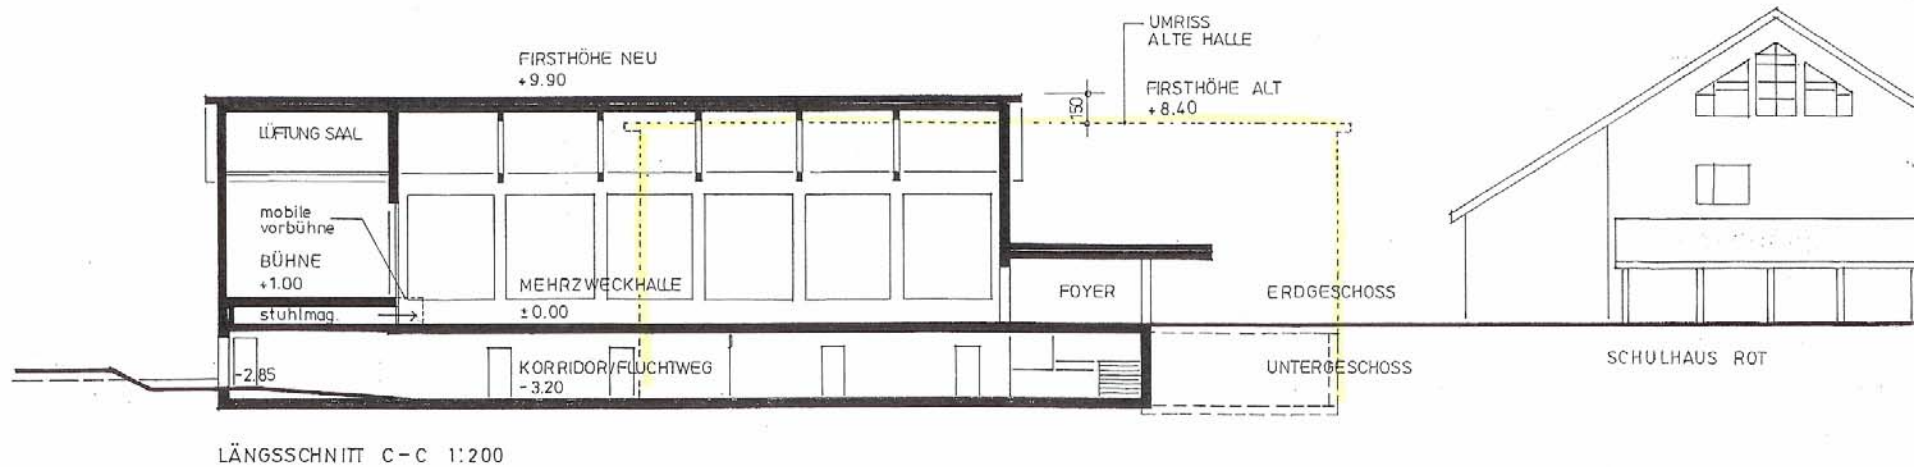 UMRISS
ALTE HALLE
FIRSTHÖHE NEU
+9.90
FIRSTHÖHE ALT
+8.40
150
LÜFTUNG SAAL
mobile
vorbühne
BÜHNE
+1.00
MEHRZWECKHALLE
±0.00
stuhlmag.
FOYER
ERDGESCHOSS
-2.85
KORRIDOR/FLUCHTWEG
-3.20
UNTERGESCHOSS
SCHULHAUS ROT
LÄNGSSCHNITT C-C 1:200